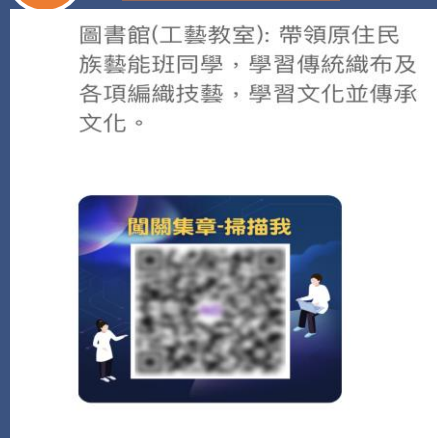 圖書館(工藝教室): 帶領原住民
族藝能班同學，學習傳統織布及
各項編織技藝，學習文化並傳承
文化。
闖關集章-掃描我